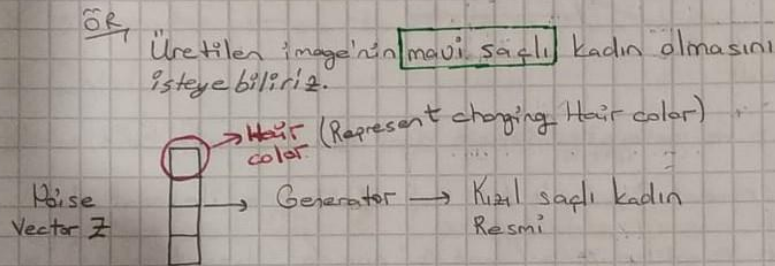 ÖR,
Üretilen image'nin mavi saçlı kadın olmasını
isteyebiliriz.
Hair (Represent changing Hair color)
color
Noise
Vector Z
Generator → Kızıl saçlı kadın
Resmi